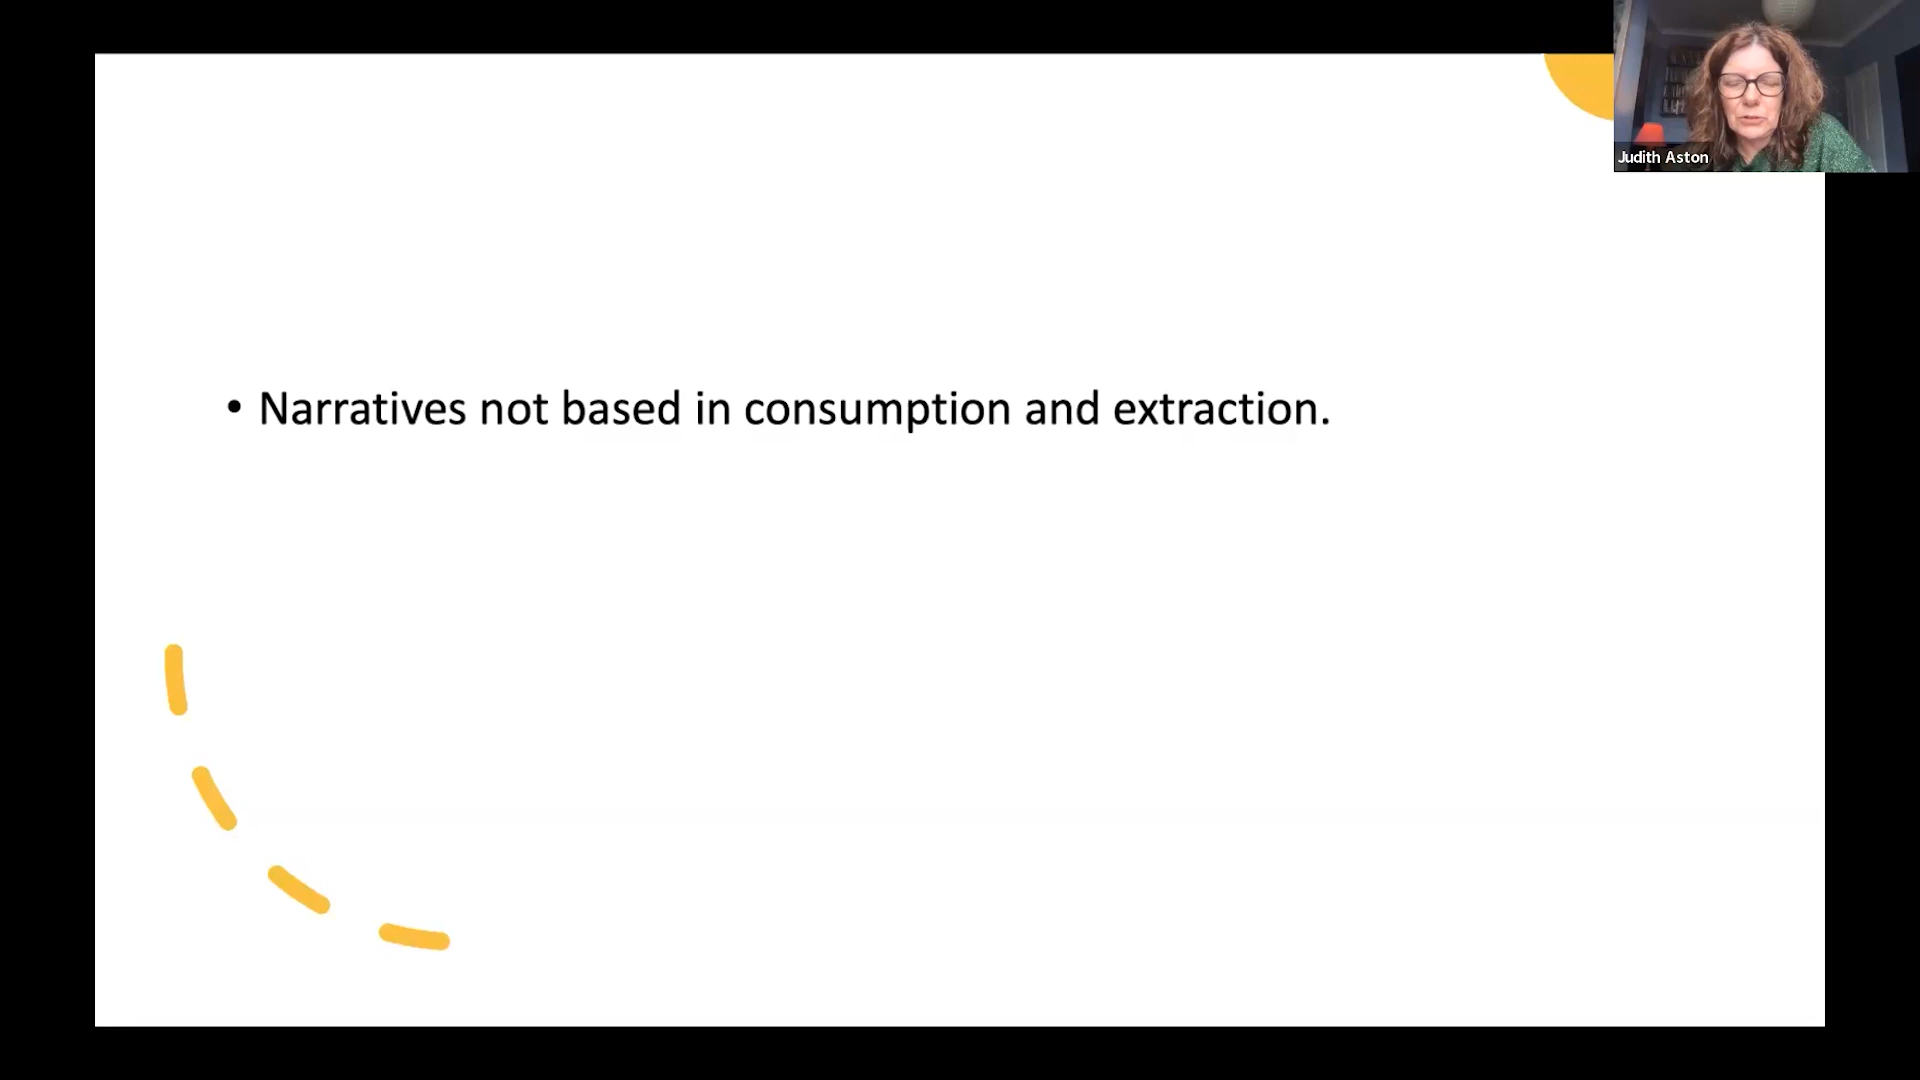 Judith Aston
• Narratives not based in consumption and extraction.